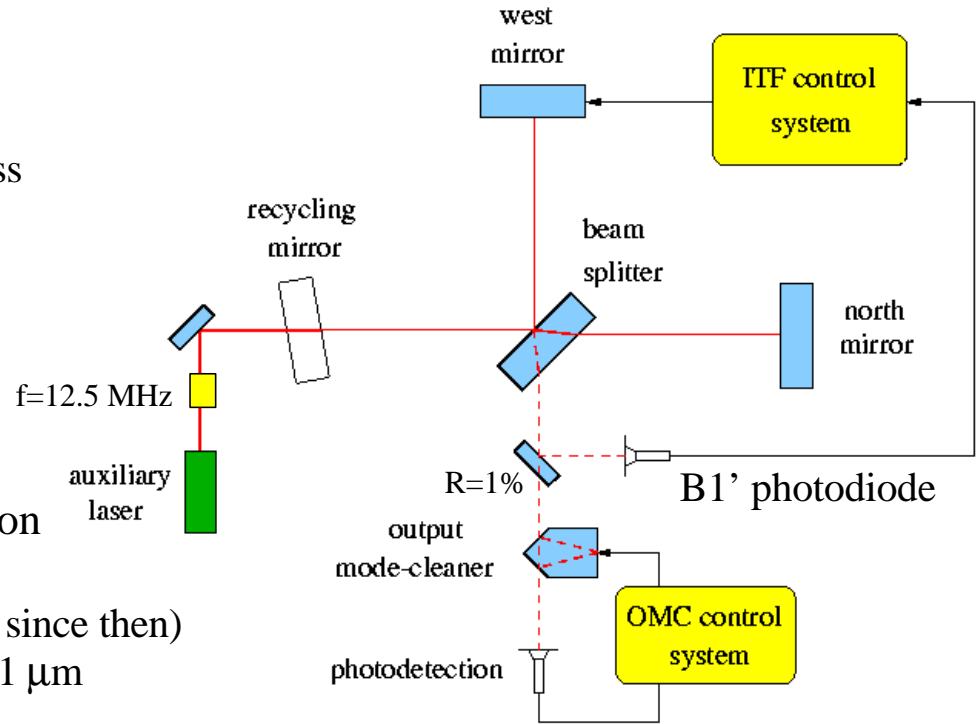 west
mirror
ITF control
system
ss
recycling
mirror
beam
splitter
north
mirror
f=12.5 MHz
auxiliary
laser
R=1%
B1’ photodiode
on
output
mode-cleaner
since then)
1 μm
OMC control
system
photodetection